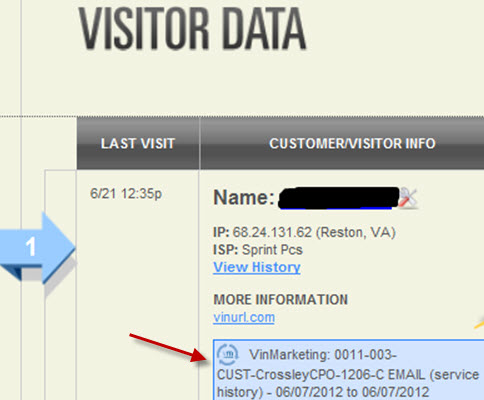 VISITOR DATA
LAST VISIT
CUSTOMER/VISITOR INFO
1
6/21 12:35p
Name:
IP: 68.24.131.62 (Reston, VA)
ISP: Sprint Pcs
View History
MORE INFORMATION
vinurl.com
VinMarketing: 0011-003-
CUST-CrossleyCPO-1206-C EMAIL (service
history) - 06/07/2012 to 06/07/2012